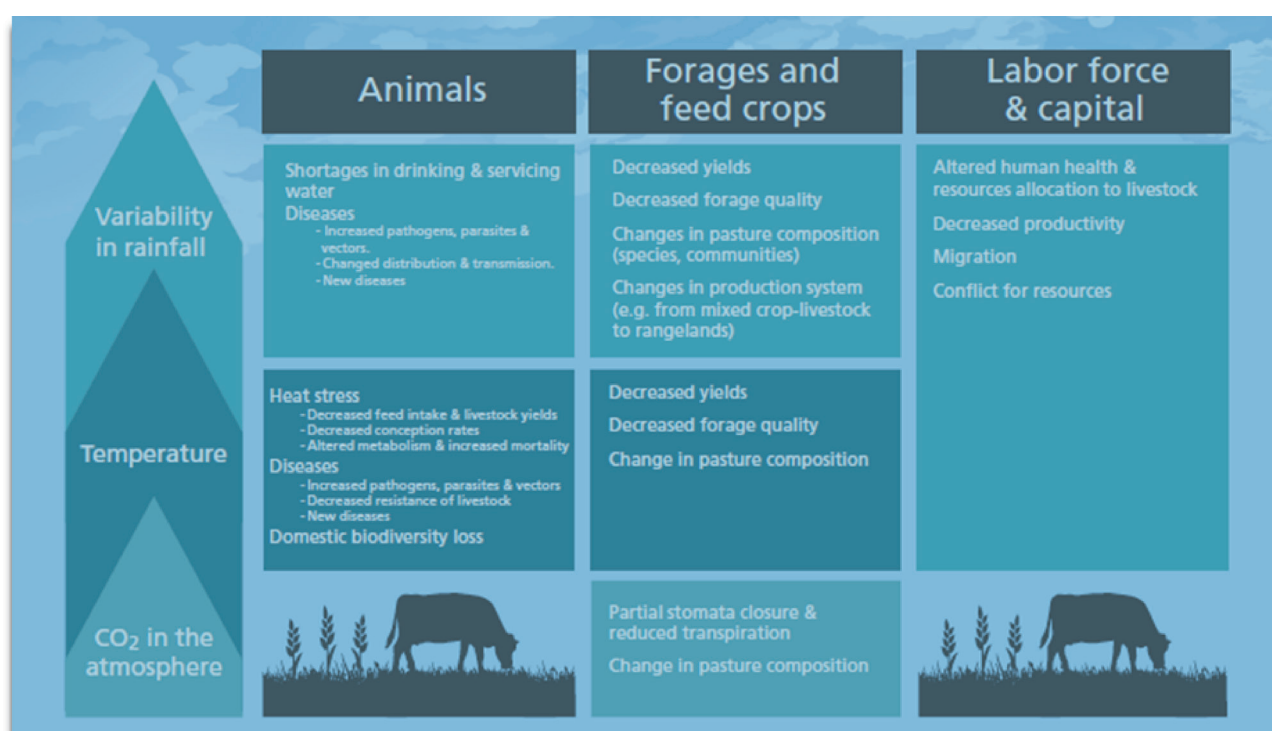 Animals
Forages and
feed crops
Labor force
& capital
Variability
in rainfall
Shortages in drinking & servicing
water
Diseases
- Increased pathogens, parasites &
vectors.
- Changed distribution & transmission.
- New diseases
Decreased yields
Decreased forage quality
Changes in pasture composition
(species, communities)
Changes in production system
(e.g. from mixed crop-livestock
to rangelands)
Altered human health &
resources allocation to livestock
Decreased productivity
Migration
Conflict for resources
Temperature
Heat stress
- Decreased feed intake & livestock yields
- Decreased conception rates
- Altered metabolism & increased mortality
Diseases
- Increased pathogens, parasites & vectors
- Decreased resistance of livestock
- New diseases
Domestic biodiversity loss
Decreased yields
Decreased forage quality
Change in pasture composition
CO₂ in the
atmosphere
Partial stomata closure &
reduced transpiration
Change in pasture composition